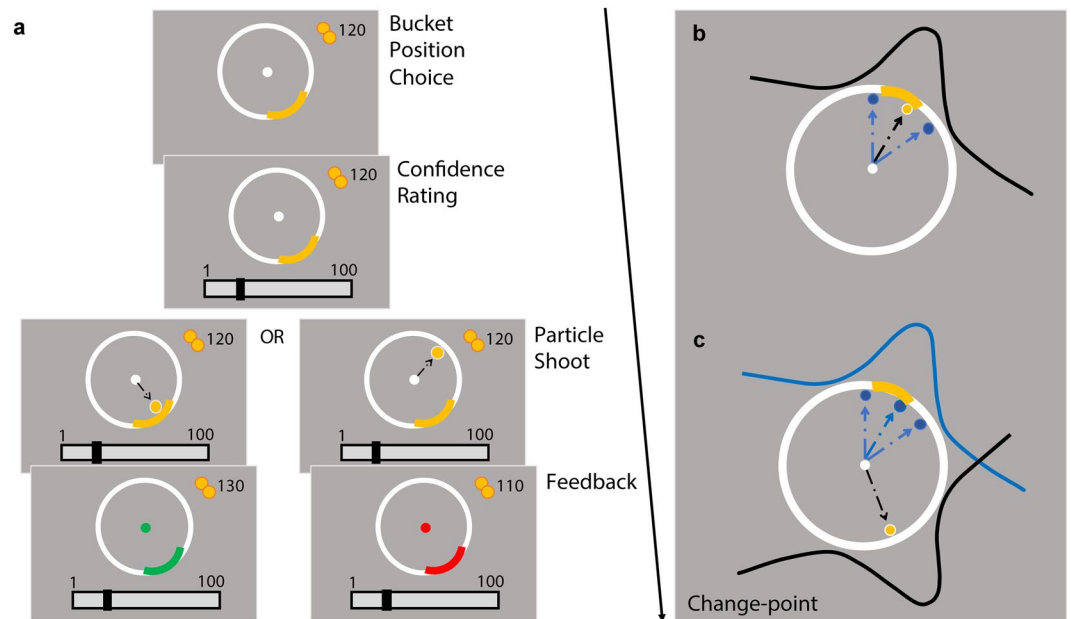 a
120
Bucket
Position
Choice
120
Confidence
Rating
1 100
120
OR
120
Particle
Shoot
1 100
1 100
130
110
Feedback
1 100
1 100
b
c
Change-point